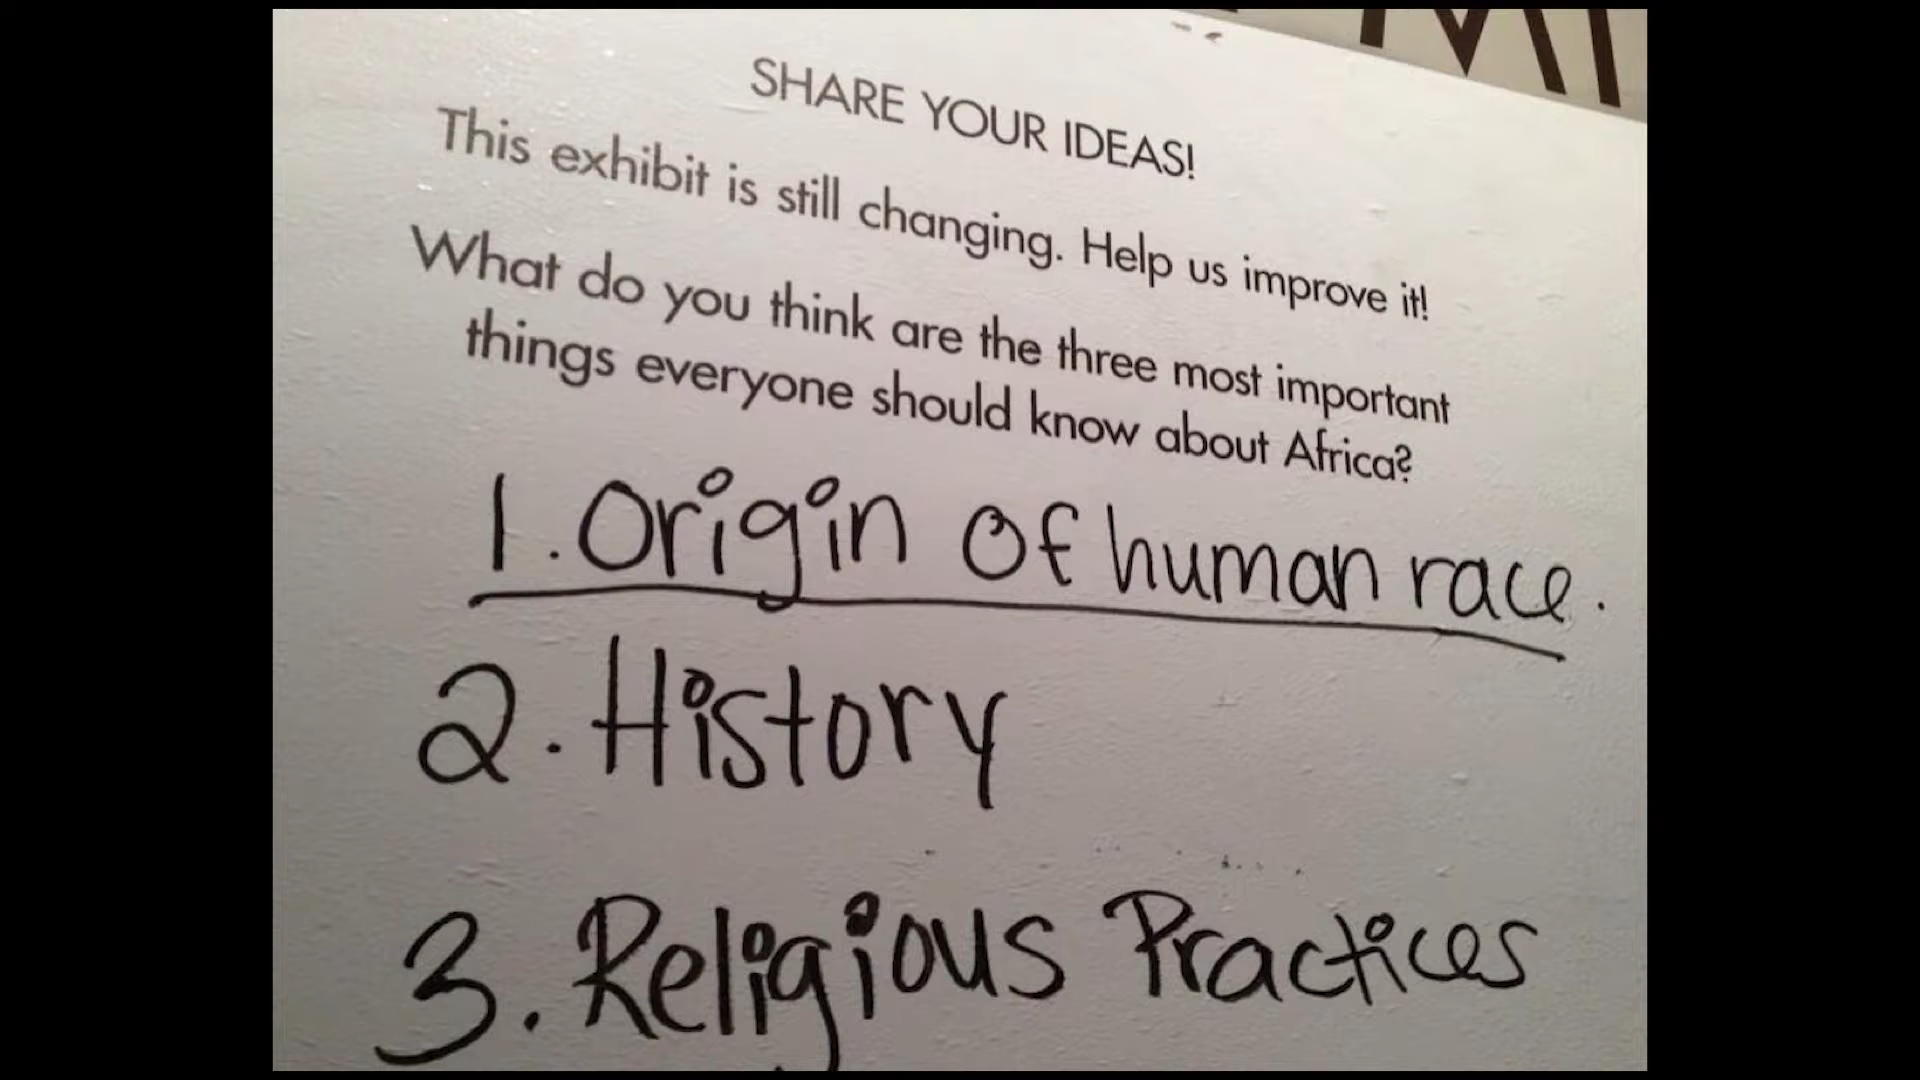 SHARE YOUR IDEAS!
This exhibit is still changing. Help us improve it!
What do you think are the three most important
things everyone should know about Africa?
1. Origin of human race.
2. History
3. Religious Practices